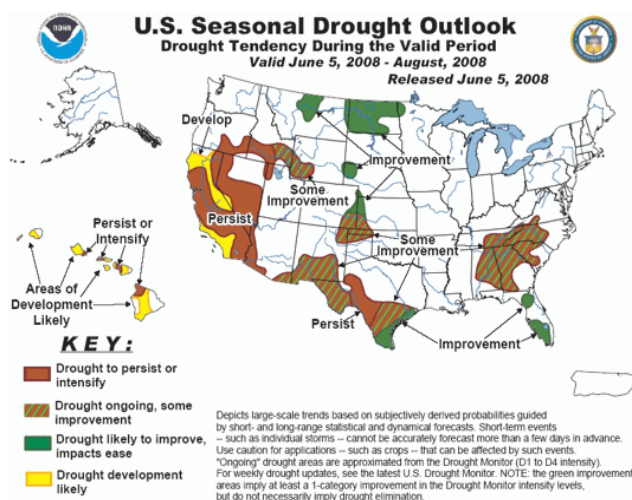 NOAA
U.S. Seasonal Drought Outlook
Drought Tendency During the Valid Period
Valid June 5, 2008 - August, 2008
Released June 5, 2008
Develop
Improvement
Some
Improvement
Persist
Some
Improvement
Persist or
Intensify
Areas of
Development
Likely
Persist
Improvement
KEY:
Drought to persist or
intensify
Drought ongoing, some
improvement
Drought likely to improve,
impacts ease
Drought development
likely
Depicts large-scale trends based on subjectively derived probabilities guided
by short- and long-range statistical and dynamical forecasts. Short-term events
-- such as individual storms -- cannot be accurately forecast more than a few days in advance.
Use caution for applications -- such as crops -- that can be affected by such events.
"Ongoing" drought areas are approximated from the Drought Monitor (D1 to D4 intensity).
For weekly drought updates, see the latest U.S. Drought Monitor. NOTE: the green improvement
areas imply at least a 1-category improvement in the Drought Monitor intensity levels,
but do not necessarily imply drought elimination.